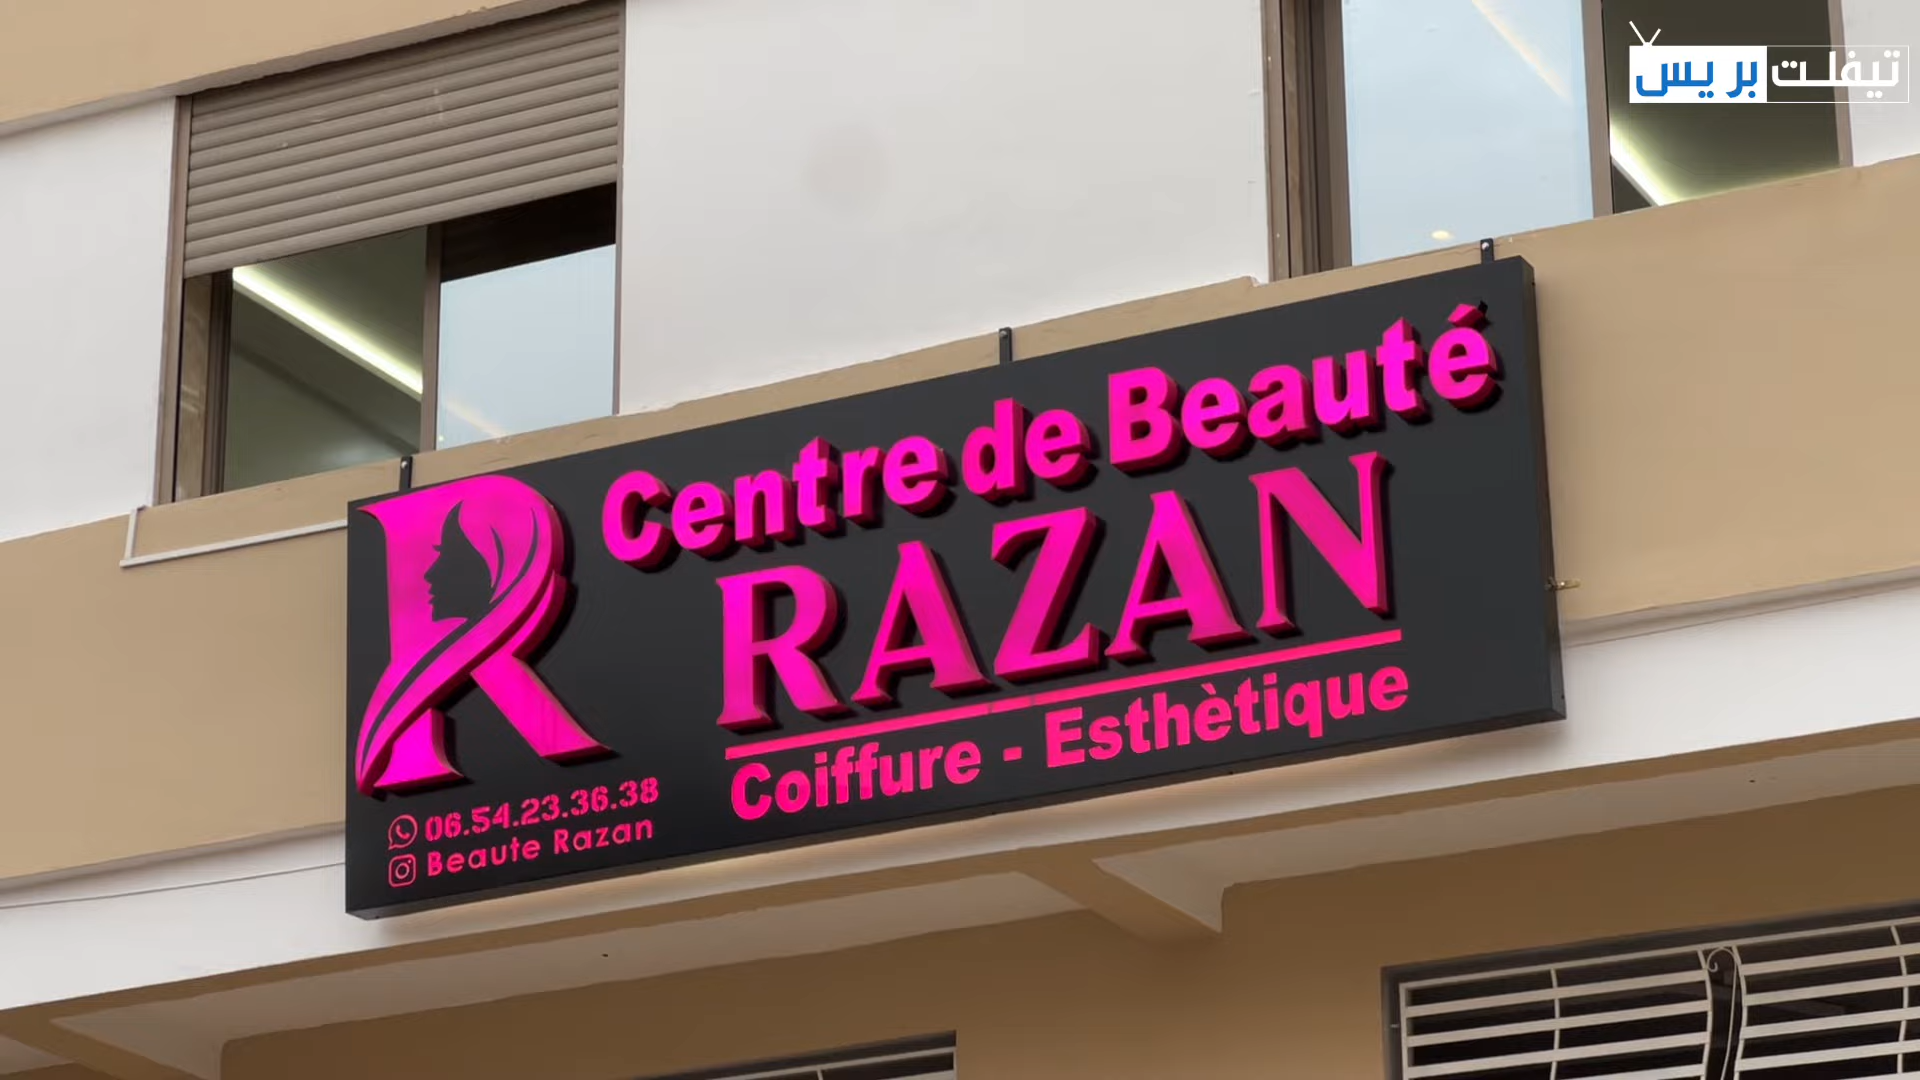 تيفلت بريس
Centre de Beauté
RAZAN
Coiffure - Esthètique
06.54.23.36.38
Beaute Razan